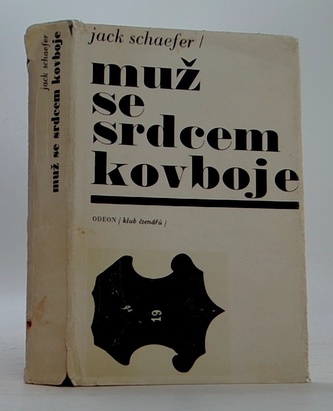 jack schaefer /
muž
se
srdcem
kovboje
ODEON / klub čtenářů /
19
jack schaefer
muž se srdcem kovboje